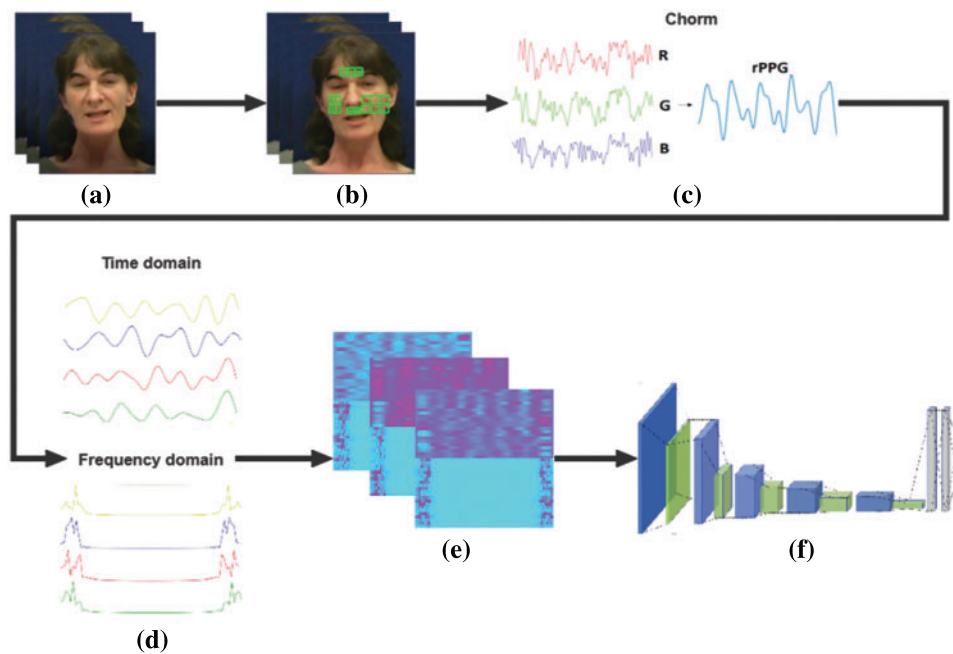 Chorm
R
G
B
rPPG
(a)
(b)
(c)
Time domain
Frequency domain
(d)
(e)
(f)